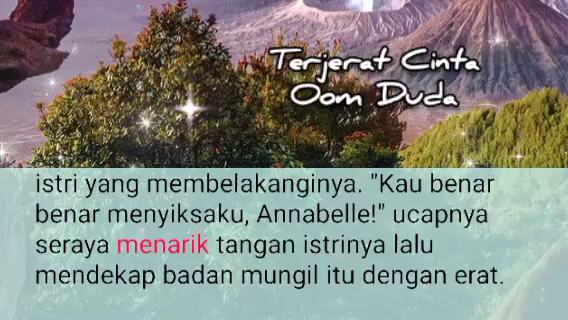 Terjerat Cinta
Oom Duda
istri yang membelakanginya. "Kau benar
benar menyiksaku, Annabelle!" ucapnya
seraya menarik tangan istrinya lalu
mendekap badan mungil itu dengan erat.